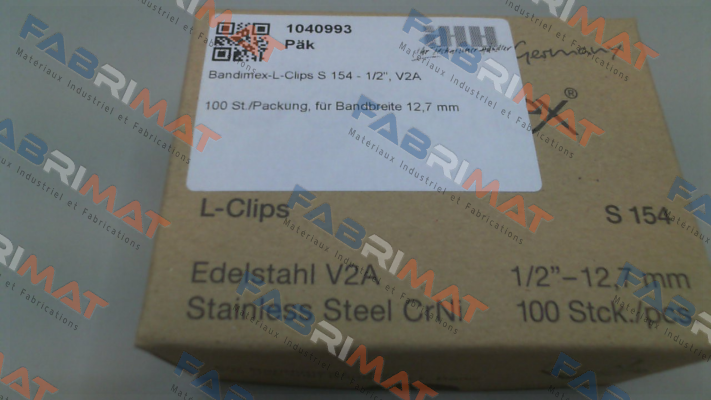 1040993
Päk
Bandimex-L-Clips S 154 - 1/2", V2A
100 St./Packung, für Bandbreite 12,7 mm
Germany
®
L-Clips S 154
Edelstahl V2A 1/2"–12,7 mm
Stainless Steel CrNi 100 Stck./pcs
FABRIMAT
Matériaux Industriel et Fabrications